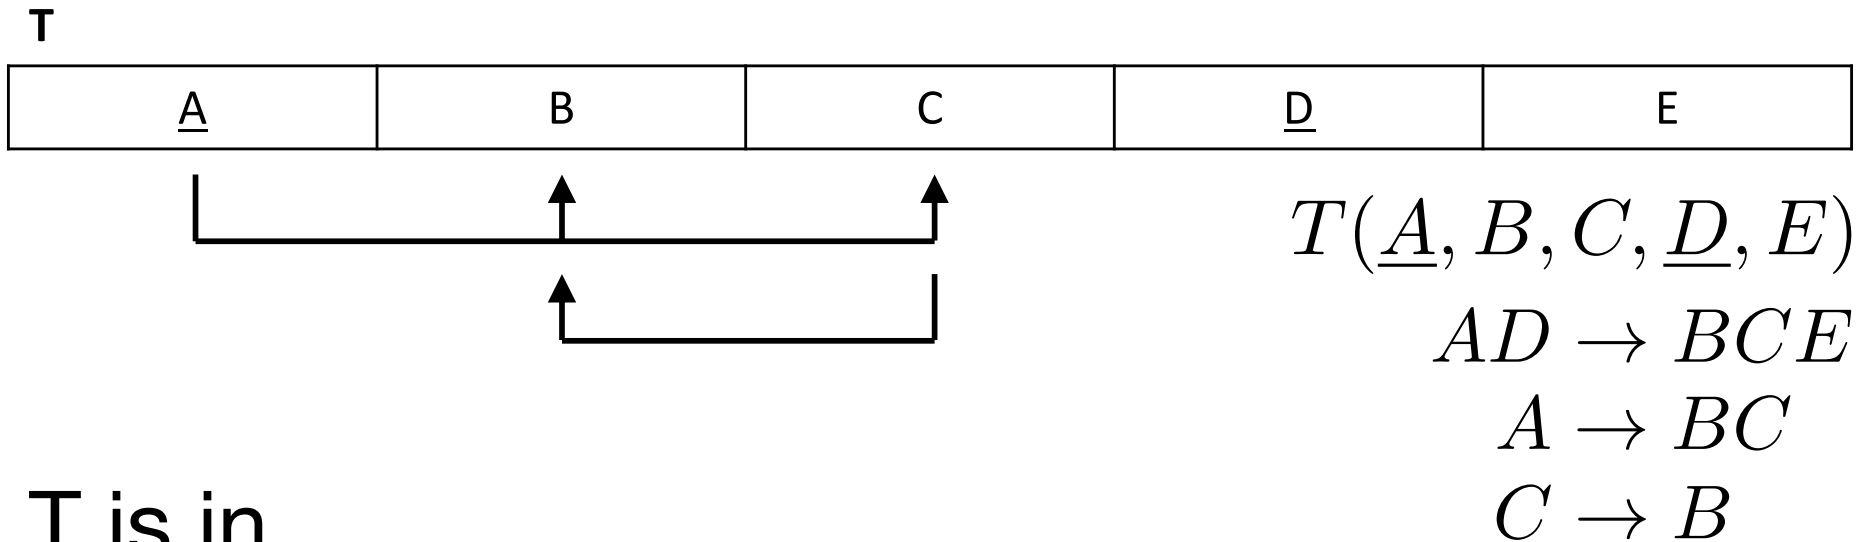 T
A B C D E
T(A, B, C, D, E)
AD → BCE
A → BC
C → B
T is in